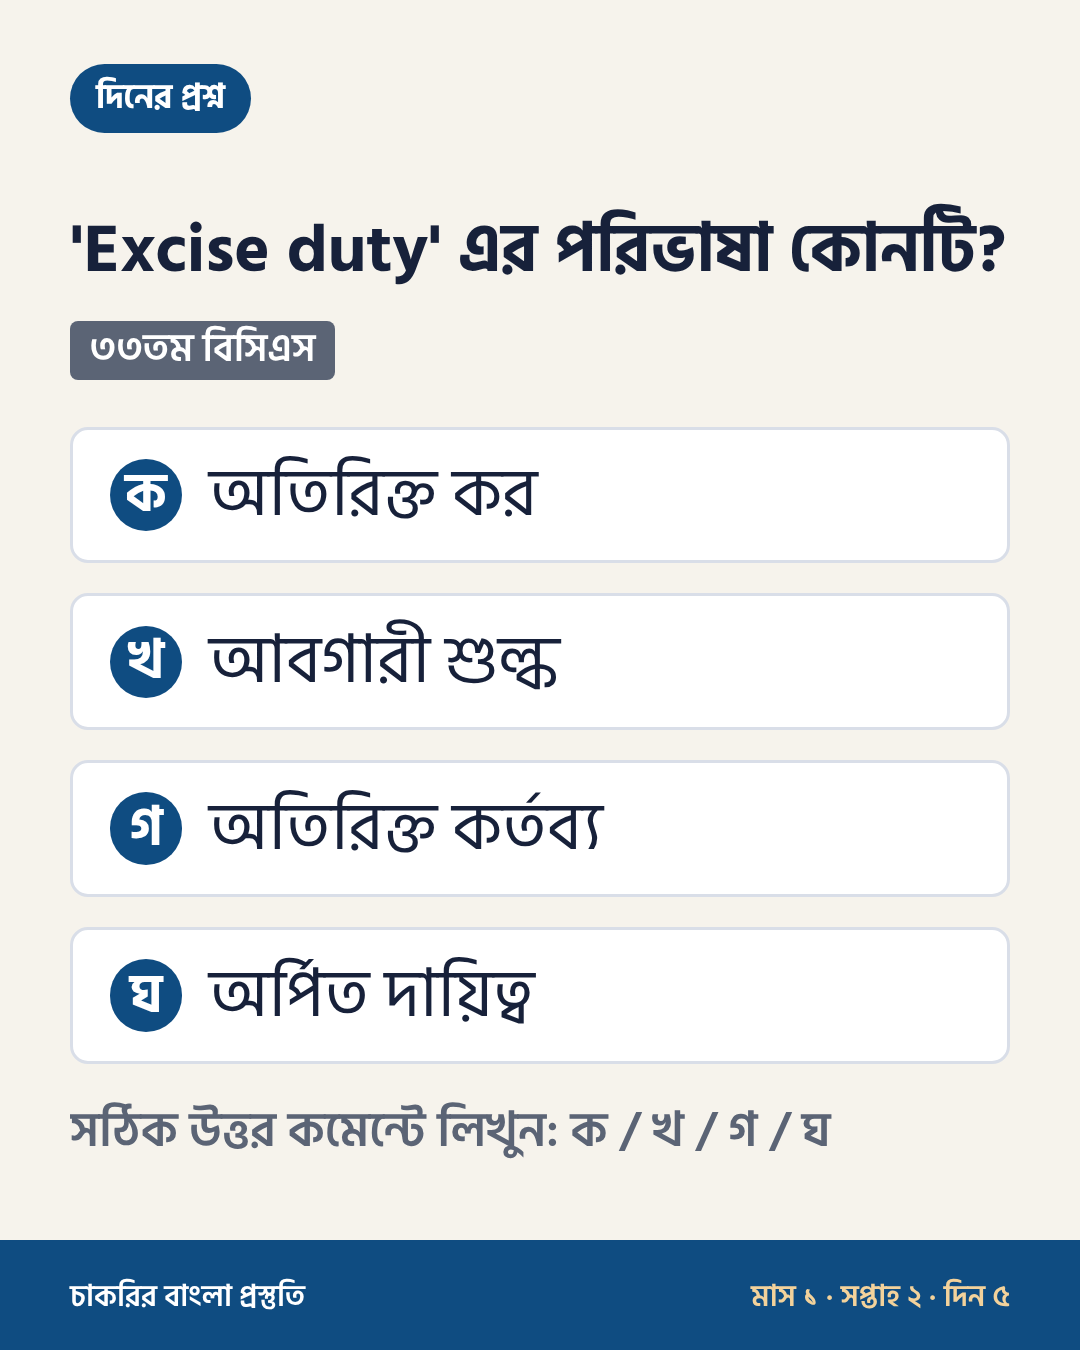 দিনের প্রশ্ন
'Excise duty' এর পরিভাষা কোনটি?
৩৩তম বিসিএস
ক অতিরিক্ত কর
খ আবগারী শুল্ক
গ অতিরিক্ত কর্তব্য
ঘ অর্পিত দায়িত্ব
সঠিক উত্তর কমেন্টে লিখুন: ক / খ / গ / ঘ
চাকরির বাংলা প্রস্তুতি
মাস ১ · সপ্তাহ ২ · দিন ৫